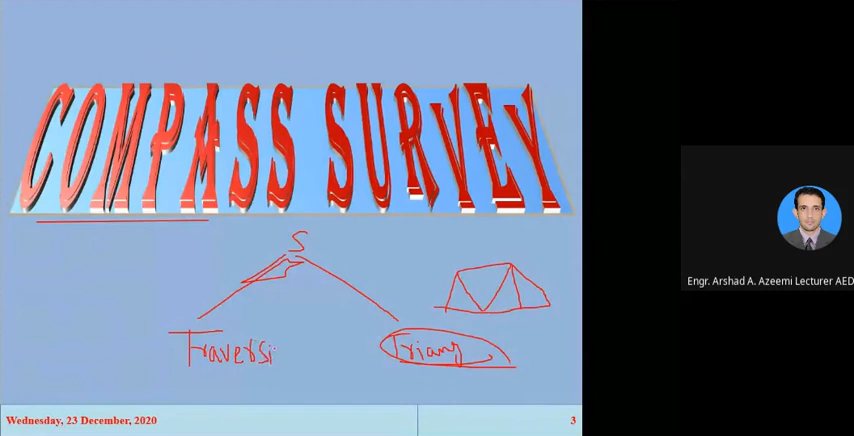 COMPASS SURVEY
S
Traversi
Triang
Engr. Arshad A. Azeemi Lecturer AED
Wednesday, 23 December, 2020
3